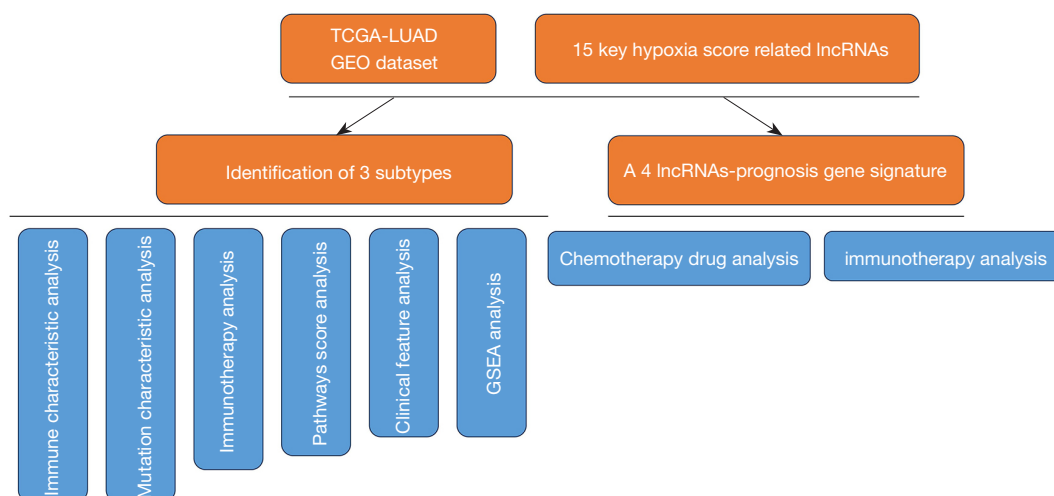 TCGA-LUAD
GEO dataset
15 key hypoxia score related lncRNAs
Identification of 3 subtypes
A 4 lncRNAs-prognosis gene signature
Immune characteristic analysis
Mutation characteristic analysis
Immunotherapy analysis
Pathways score analysis
Clinical feature analysis
GSEA analysis
Chemotherapy drug analysis
immunotherapy analysis